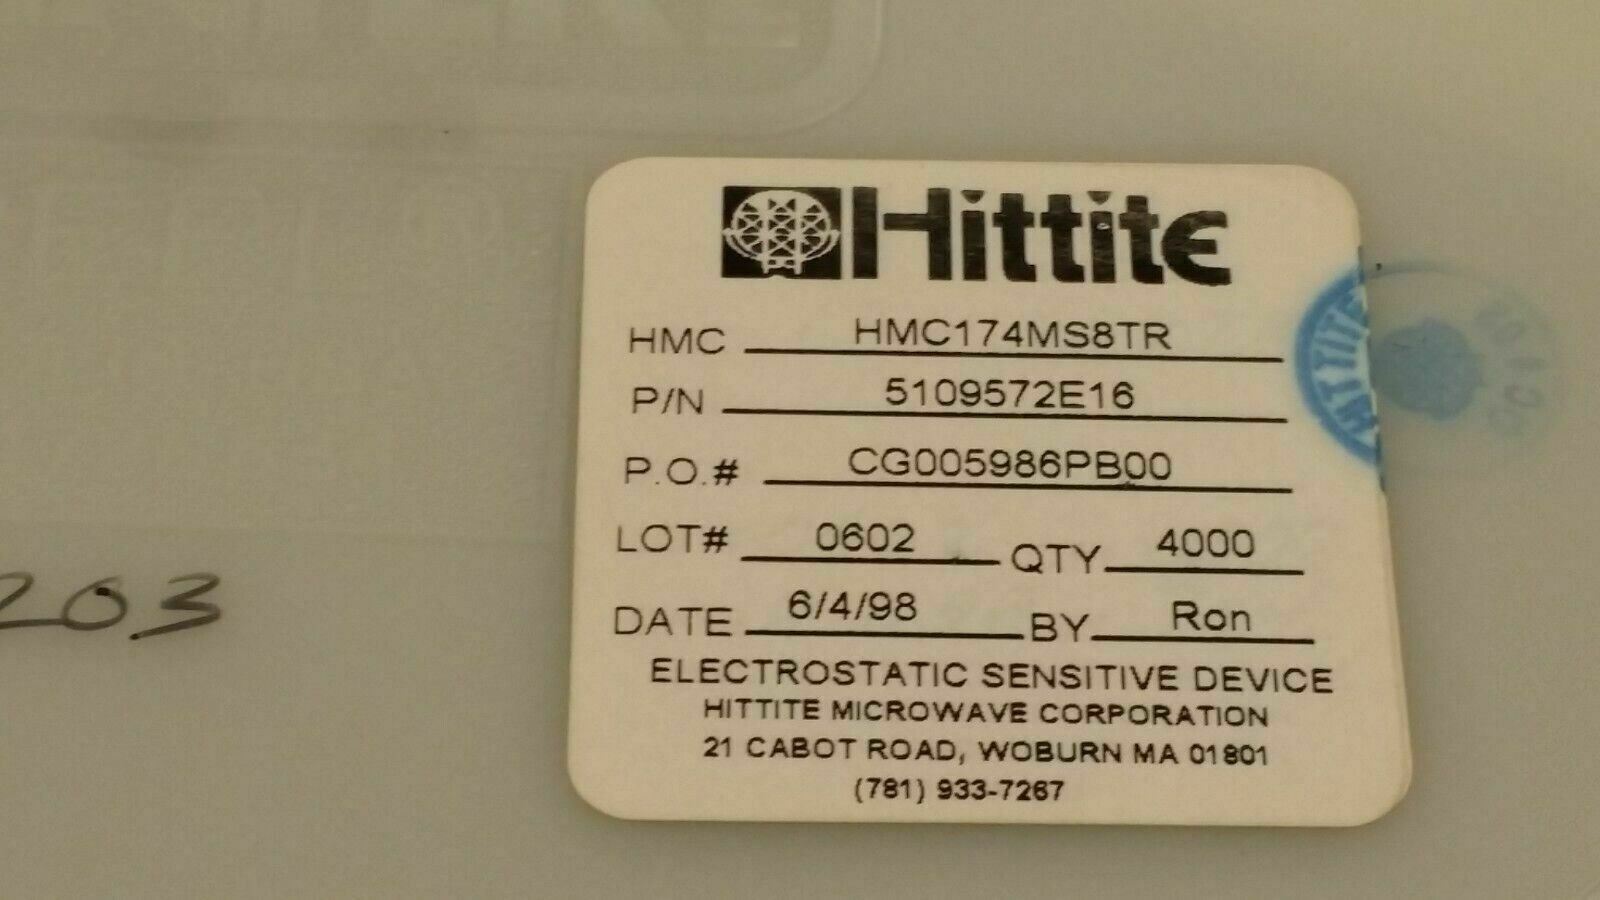 Hittite
HMC HMC174MS8TR
P/N 5109572E16
P.O.# CG005986PB00
LOT# 0602 QTY 4000
DATE 6/4/98 BY Ron
ELECTROSTATIC SENSITIVE DEVICE
HITTITE MICROWAVE CORPORATION
21 CABOT ROAD, WOBURN MA 01801
(781) 933-7267
HITTITE
203